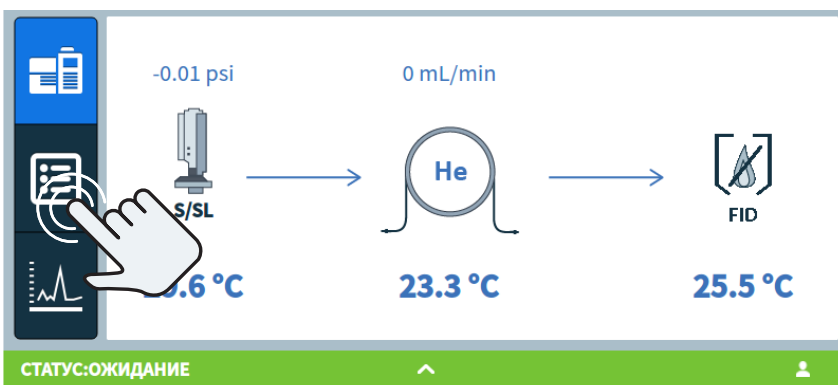 -0.01 psi
0 mL/min
He
S/SL
FID
23.3 °C
25.5 °C
СТАТУС:ОЖИДАНИЕ